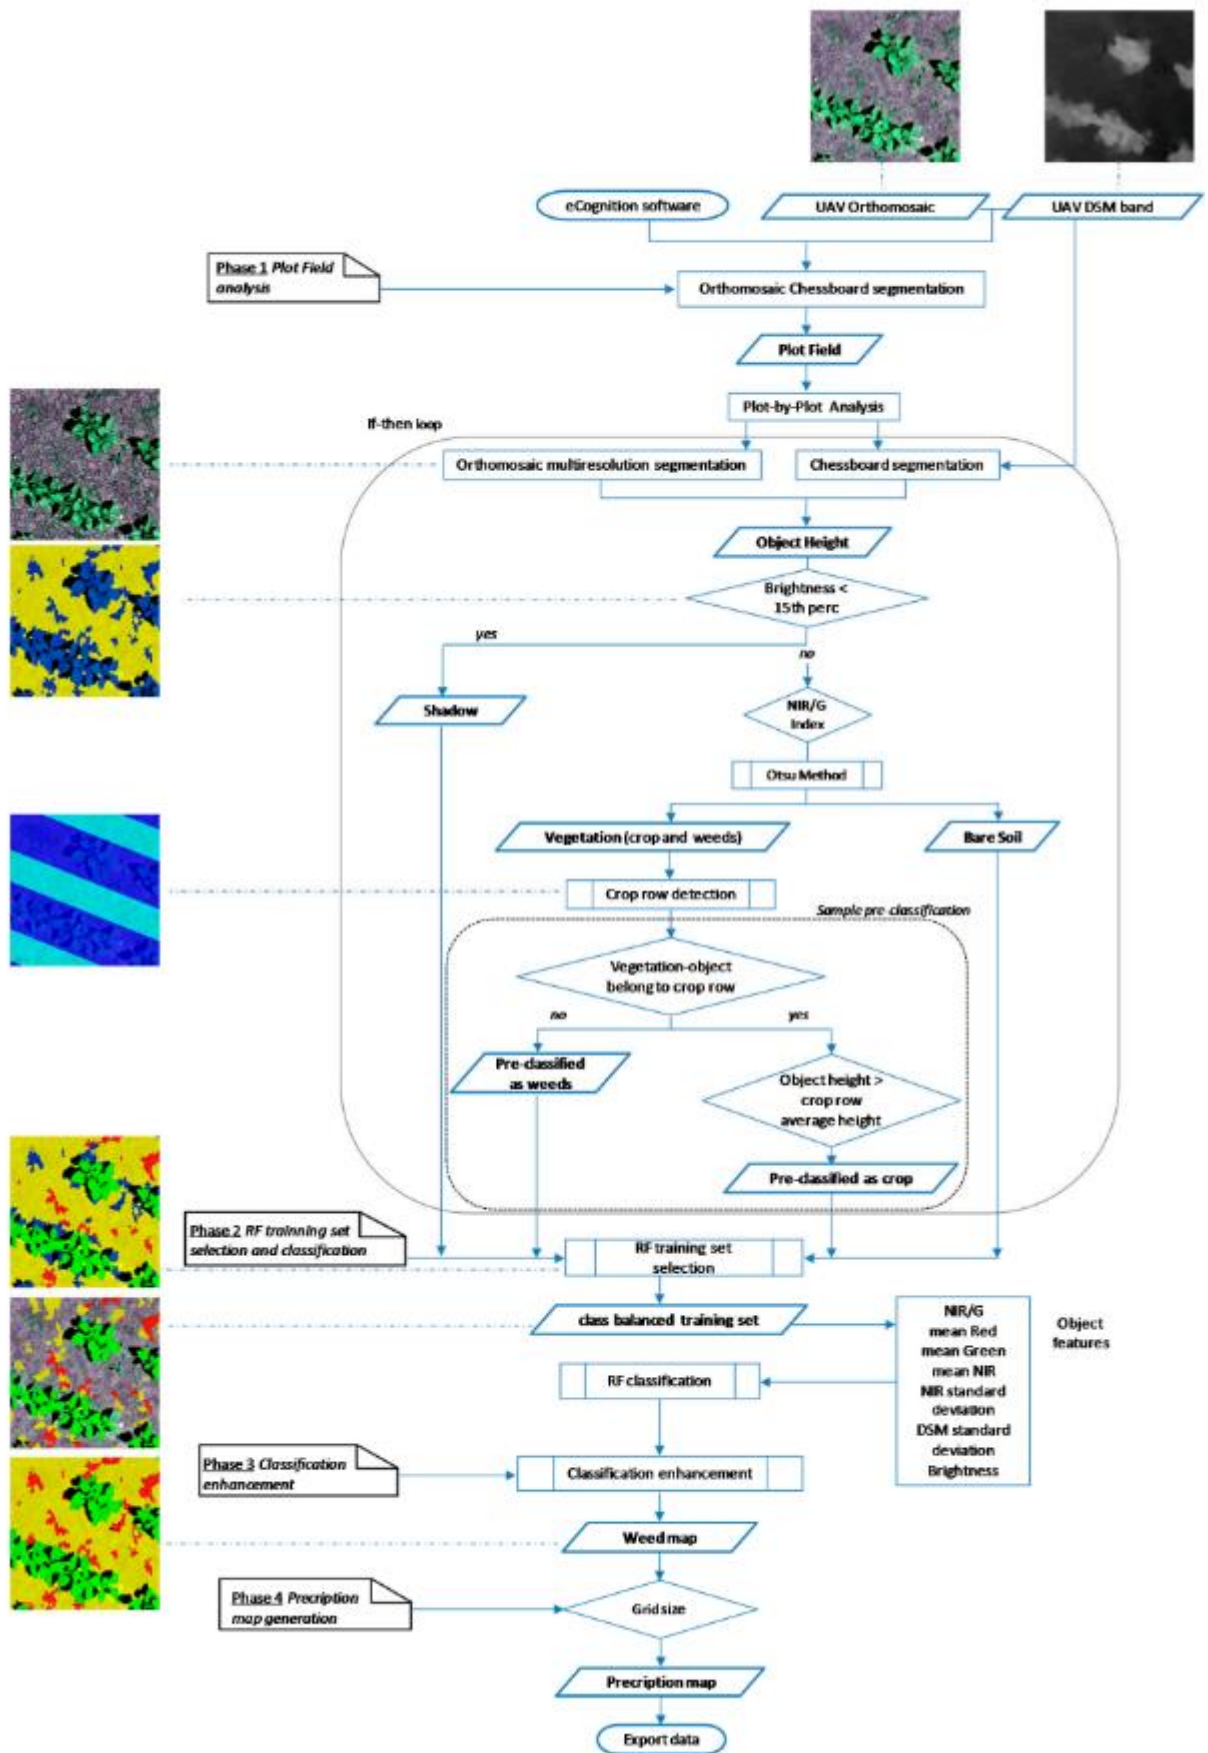 eCognition software
UAV Orthomosaic
UAV DSM band
Phase 1 Plot Field
analysis
Orthomosaic Chessboard segmentation
Plot Field
Plot-by-Plot Analysis
If-then loop
Orthomosaic multiresolution segmentation
Chessboard segmentation
Object Height
Brightness <
15th perc
yes
no
Shadow
NIR/G
Index
Otsu Method
Vegetation (crop and weeds)
Bare Soil
Crop row detection
Sample pre-classification
Vegetation-object
belong to crop row
no
yes
Pre-classified
as weeds
Object height >
crop row
average height
Pre-classified as crop
Phase 2 RF trainning set
selection and classification
RF training set
selection
class balanced training set
NIR/G
mean Red
mean Green
mean NIR
NIR standard
deviation
DSM standard
deviation
Brightness
Object
features
RF classification
Phase 3 Classification
enhancement
Classification enhancement
Weed map
Phase 4 Precription
map generation
Grid size
Precription map
Export data